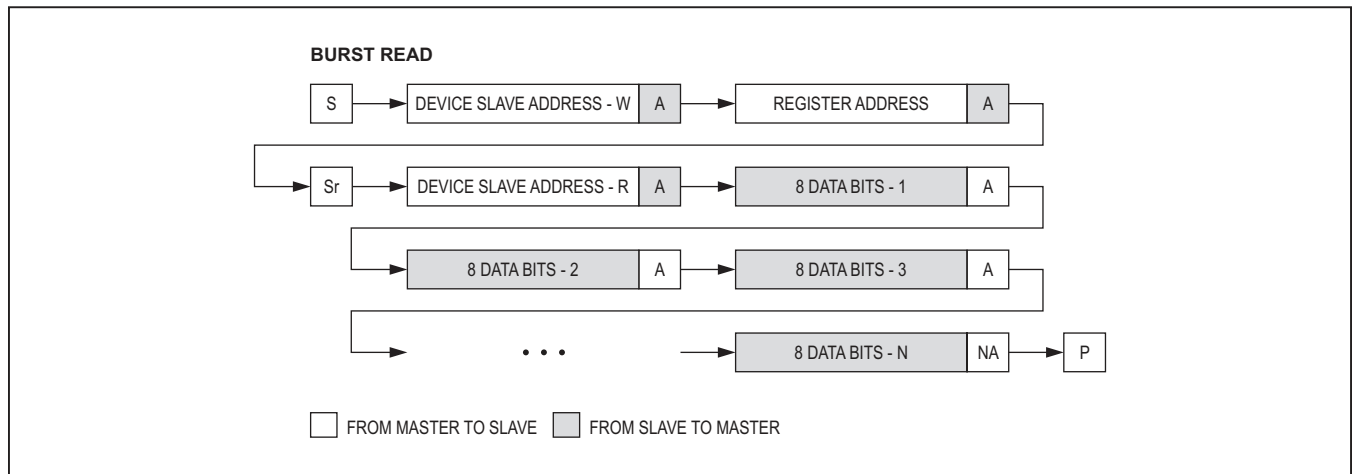 BURST READ
S DEVICE SLAVE ADDRESS - W A REGISTER ADDRESS A
Sr DEVICE SLAVE ADDRESS - R A 8 DATA BITS - 1 A
8 DATA BITS - 2 A 8 DATA BITS - 3 A
• • • 8 DATA BITS - N NA P
FROM MASTER TO SLAVE FROM SLAVE TO MASTER